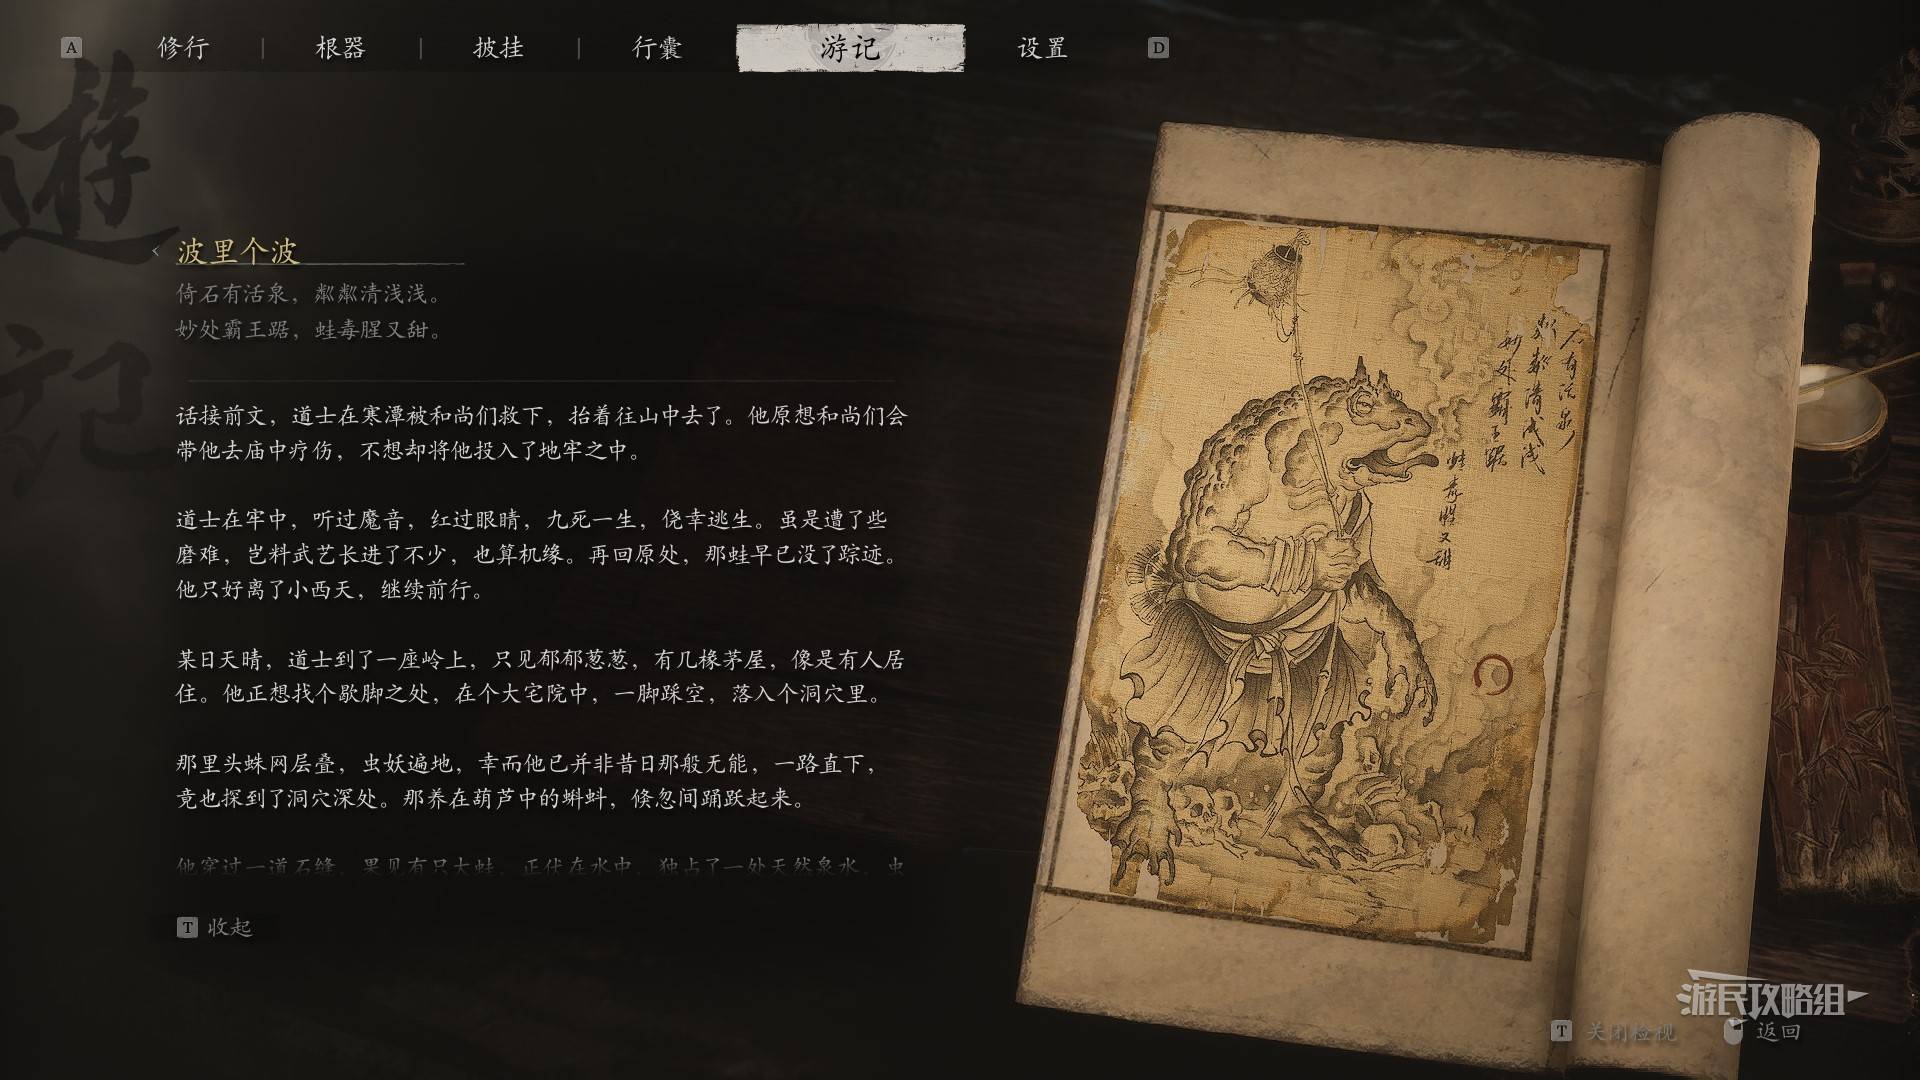 A 修行 | 根器 | 披挂 | 行囊 游记 设置 D
遊記
波里个波
倚石有活泉，粼粼清浅浅。
妙处霸王踞，蛙毒腥又甜。
话接前文，道士在寒潭被和尚们救下，抬着往山中去了。他原想和尚们会
带他去庙中疗伤，不想却将他投入了地牢之中。
道士在牢中，听过魔音，红过眼睛，九死一生，侥幸逃生。虽是遭了些
磨难，岂料武艺长进了不少，也算机缘。再回原处，那蛙早已没了踪迹。
他只好离了小西天，继续前行。
某日天晴，道士到了一座岭上，只见郁郁葱葱，有几椽茅屋，像是有人居
住。他正想找个歇脚之处，在个大宅院中，一脚踩空，落入个洞穴里。
那里头蛛网层叠，虫妖遍地，幸而他已并非昔日那般无能，一路直下，
竟也探到了洞穴深处。那养在葫芦中的蝌蚪，倏忽间踊跃起来。
他穿过一道石缝，果见有只大蛙，正伏在水中，独占了一处天然泉水。虫
T 收起
石有活泉
粼粼清浅浅
妙处霸王踞
蛙毒腥又甜
游民攻略组
T 关闭检视 返回